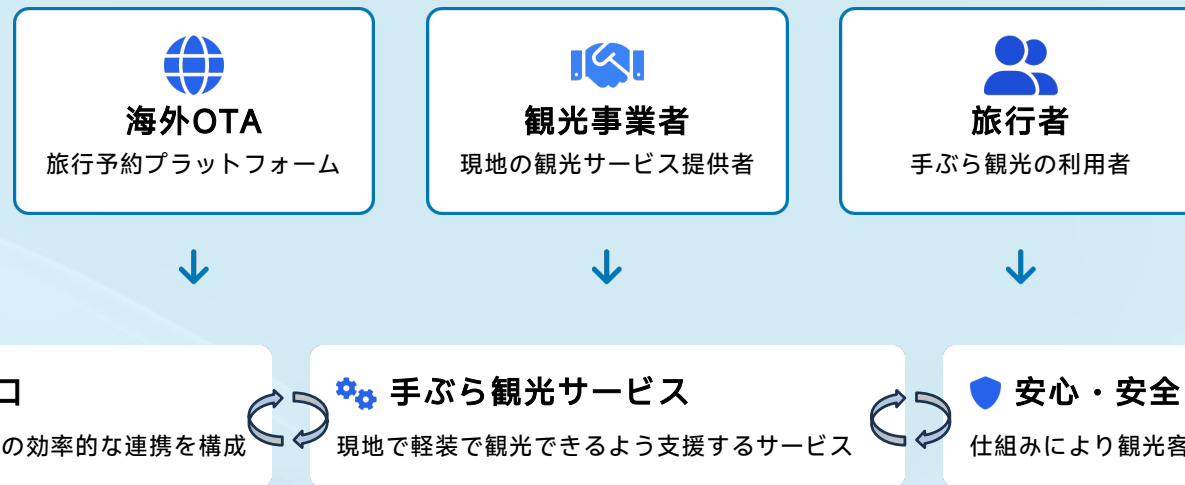 海外OTA
旅行予約プラットフォーム
観光事業者
現地の観光サービス提供者
旅行者
手ぶら観光の利用者
口
の効率的な連携を構成
手ぶら観光サービス
現地で軽装で観光できるよう支援するサービス
安心・安全
仕組みにより観光客